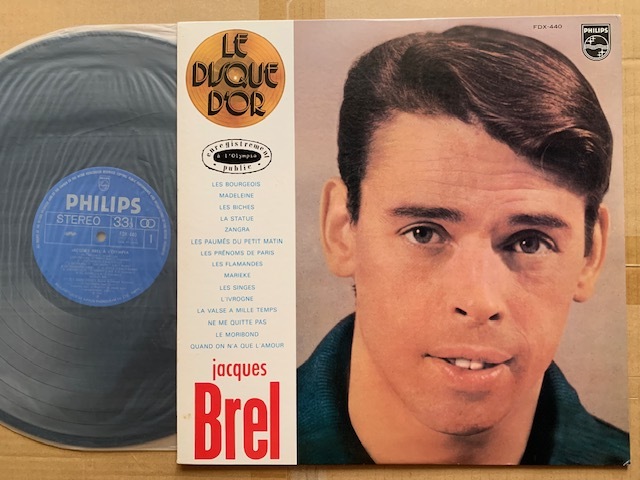 FDX-440
PHILIPS
LE
DISQUE
D'OR
enregistrement
à l'Olympia
public
LES BOURGEOIS
MADELEINE
LES BICHES
LA STATUE
ZANGRA
LES PAUMÉS DU PETIT MATIN
LES PRÉNOMS DE PARIS
LES FLAMANDES
MARIEKE
LES SINGES
L'IVROGNE
LA VALSE A MILLE TEMPS
NE ME QUITTE PAS
LE MORIBOND
QUAND ON N'A QUE L'AMOUR
jacques
Brel
PHILIPS
STEREO
33⅓
1